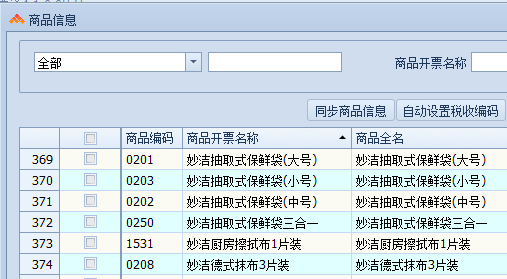 商品信息
全部 商品开票名称
同步商品信息 自动设置税收编码
商品编码 商品开票名称 商品全名
369 0201 妙洁抽取式保鲜袋(大号) 妙洁抽取式保鲜袋(大号)
370 0203 妙洁抽取式保鲜袋(小号) 妙洁抽取式保鲜袋(小号)
371 0202 妙洁抽取式保鲜袋(中号) 妙洁抽取式保鲜袋(中号)
372 0250 妙洁抽取式保鲜袋三合一 妙洁抽取式保鲜袋三合一
373 1531 妙洁厨房擦拭布1片装 妙洁厨房擦拭布1片装
374 0208 妙洁德式抹布3片装 妙洁德式抹布3片装